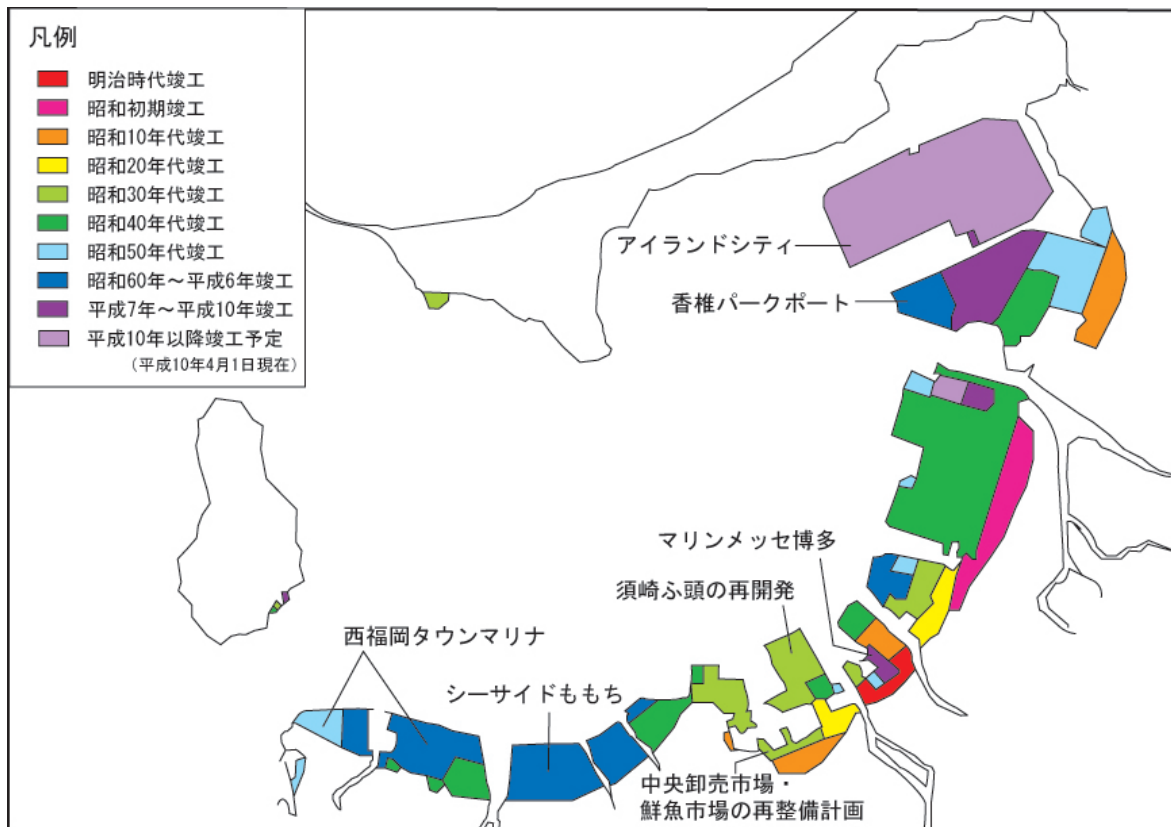 凡例
明治時代竣工
昭和初期竣工
昭和10年代竣工
昭和20年代竣工
昭和30年代竣工
昭和40年代竣工
昭和50年代竣工
昭和60年～平成6年竣工
平成7年～平成10年竣工
平成10年以降竣工予定
（平成10年4月1日現在）
アイランドシティ
香椎パークポート
マリンメッセ博多
須崎ふ頭の再開発
西福岡タウンマリナ
シーサイドももち
中央卸売市場・
鮮魚市場の再整備計画